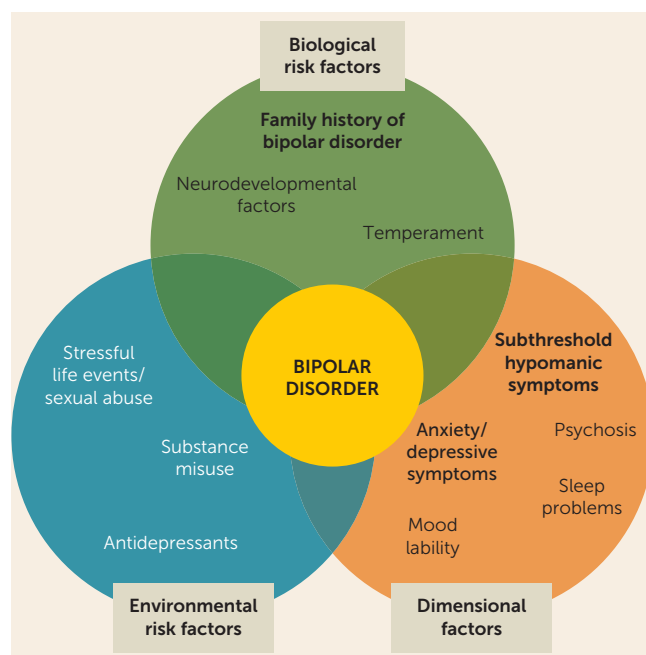 Biological
risk factors
Family history of
bipolar disorder
Neurodevelopmental
factors
Temperament
BIPOLAR
DISORDER
Stressful
life events/
sexual abuse
Substance
misuse
Antidepressants
Subthreshold
hypomanic
symptoms
Anxiety/
depressive
symptoms
Psychosis
Sleep
problems
Mood
lability
Environmental
risk factors
Dimensional
factors